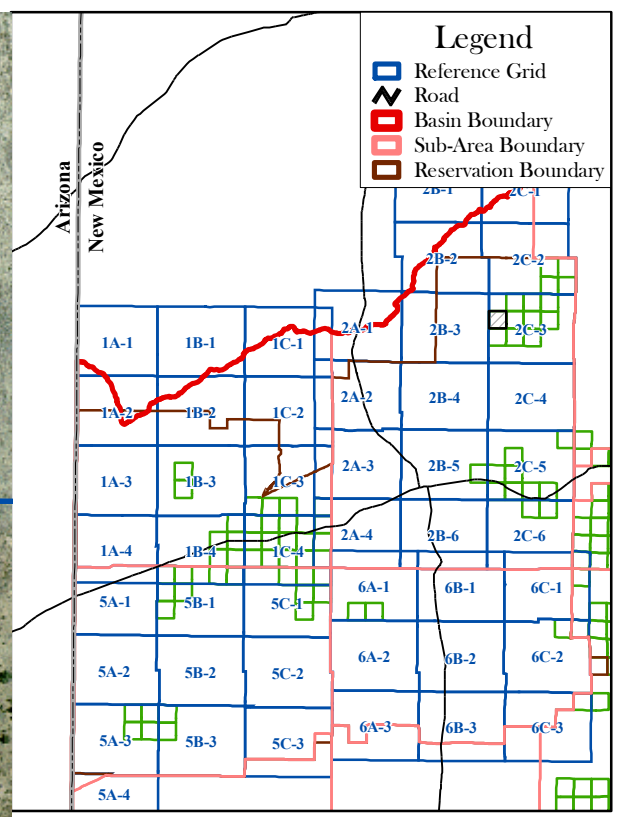 Legend
Reference Grid
Road
Basin Boundary
Sub-Area Boundary
Reservation Boundary
Arizona
New Mexico
2B-1 2C-1
2B-2 2C-2
1A-1 1B-1 1C-1 2A-1 2B-3 2C-3
1A-2 1B-2 1C-2 2A-2 2B-4 2C-4
1A-3 1B-3 1C-3 2A-3 2B-5 2C-5
1A-4 1B-4 1C-4 2A-4 2B-6 2C-6
5A-1 5B-1 5C-1 6A-1 6B-1 6C-1
5A-2 5B-2 5C-2 6A-2 6B-2 6C-2
5A-3 5B-3 5C-3 6A-3 6B-3 6C-3
5A-4